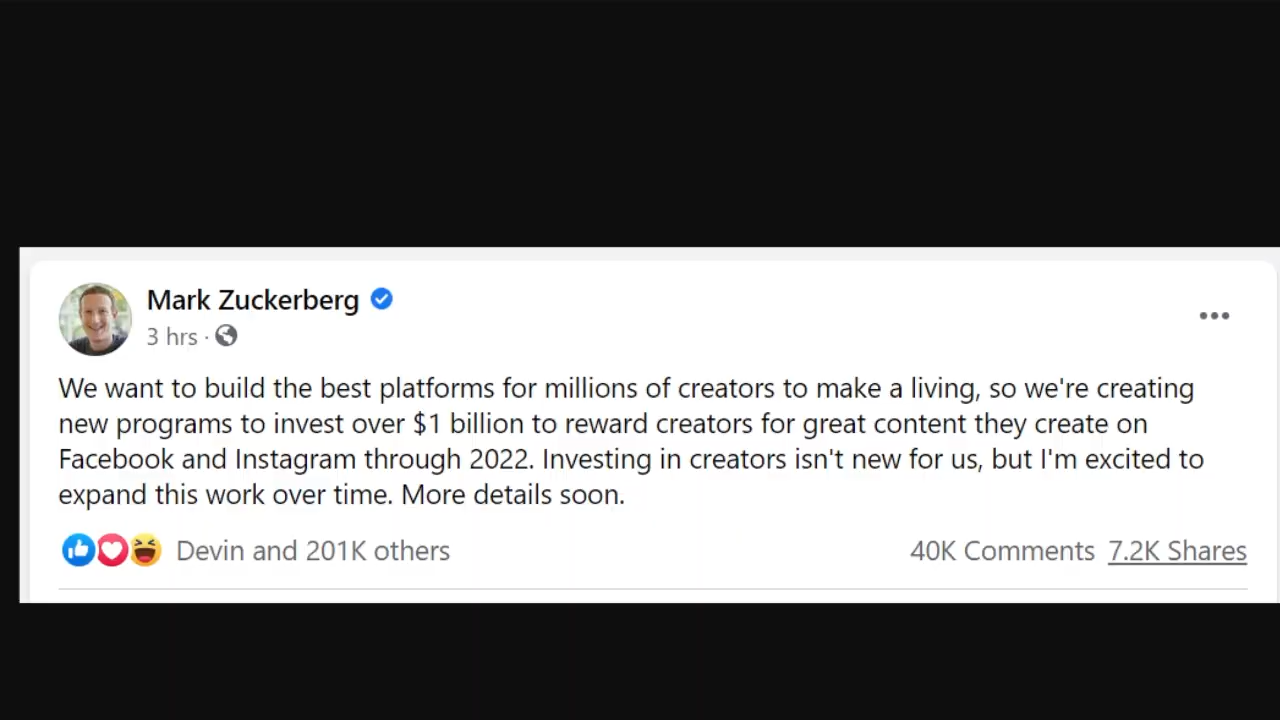 Mark Zuckerberg
3 hrs ·
We want to build the best platforms for millions of creators to make a living, so we're creating
new programs to invest over $1 billion to reward creators for great content they create on
Facebook and Instagram through 2022. Investing in creators isn't new for us, but I'm excited to
expand this work over time. More details soon.
Devin and 201K others 40K Comments 7.2K Shares